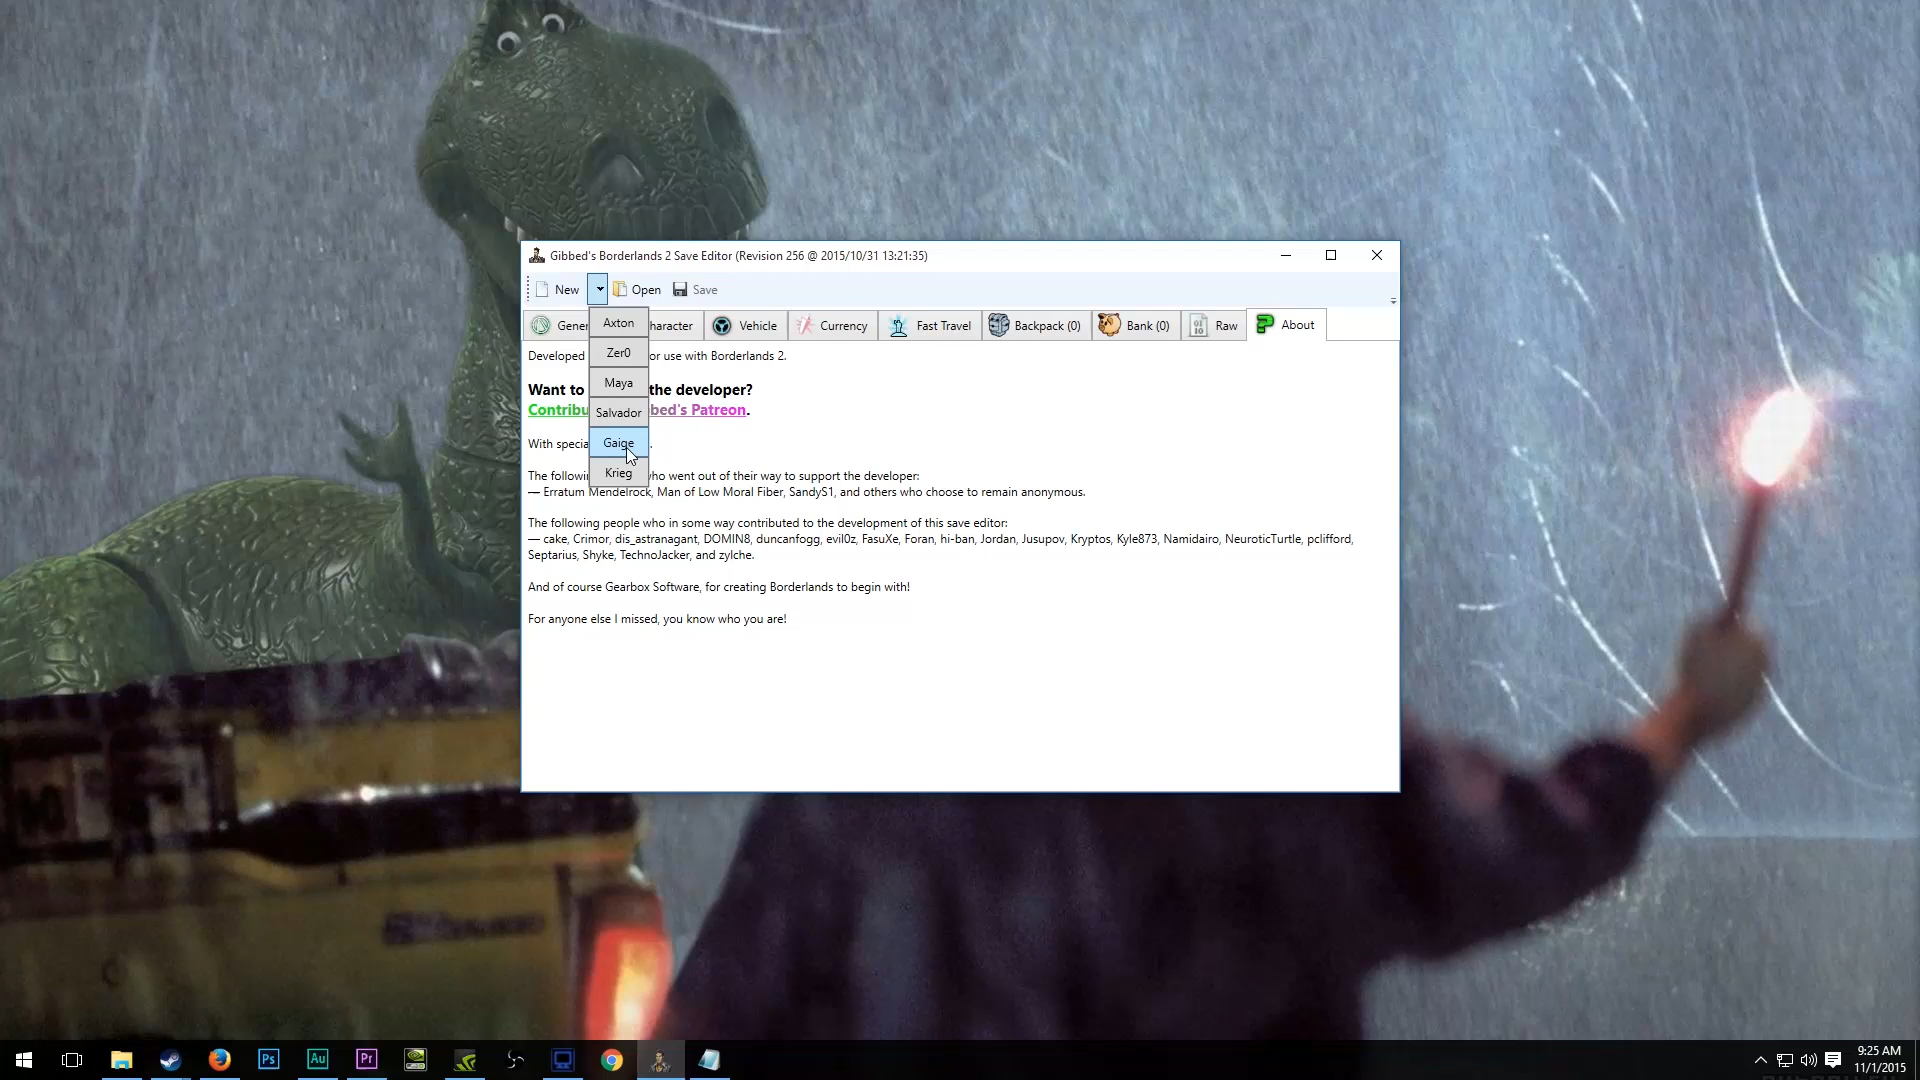 Gibbed's Borderlands 2 Save Editor (Revision 256 @ 2015/10/31 13:21:35)
New Open Save
Gener haracter Vehicle Currency Fast Travel Backpack (0) Bank (0) Raw About
Axton
Zer0
Maya
Salvador
Gaige
Krieg
Developed or use with Borderlands 2.
Want to the developer?
Contribu bed's Patreon.
With specia .
The followin ho went out of their way to support the developer:
— Erratum Mendelrock, Man of Low Moral Fiber, SandyS1, and others who choose to remain anonymous.
The following people who in some way contributed to the development of this save editor:
— cake, Crimor, dis_astranagant, DOMIN8, duncanfogg, evil0z, FasuXe, Foran, hi-ban, Jordan, Jusupov, Kryptos, Kyle873, Namidairo, NeuroticTurtle, pclifford,
Septarius, Shyke, TechnoJacker, and zylche.
And of course Gearbox Software, for creating Borderlands to begin with!
For anyone else I missed, you know who you are!
Ps Au Pr
9:25 AM
11/1/2015